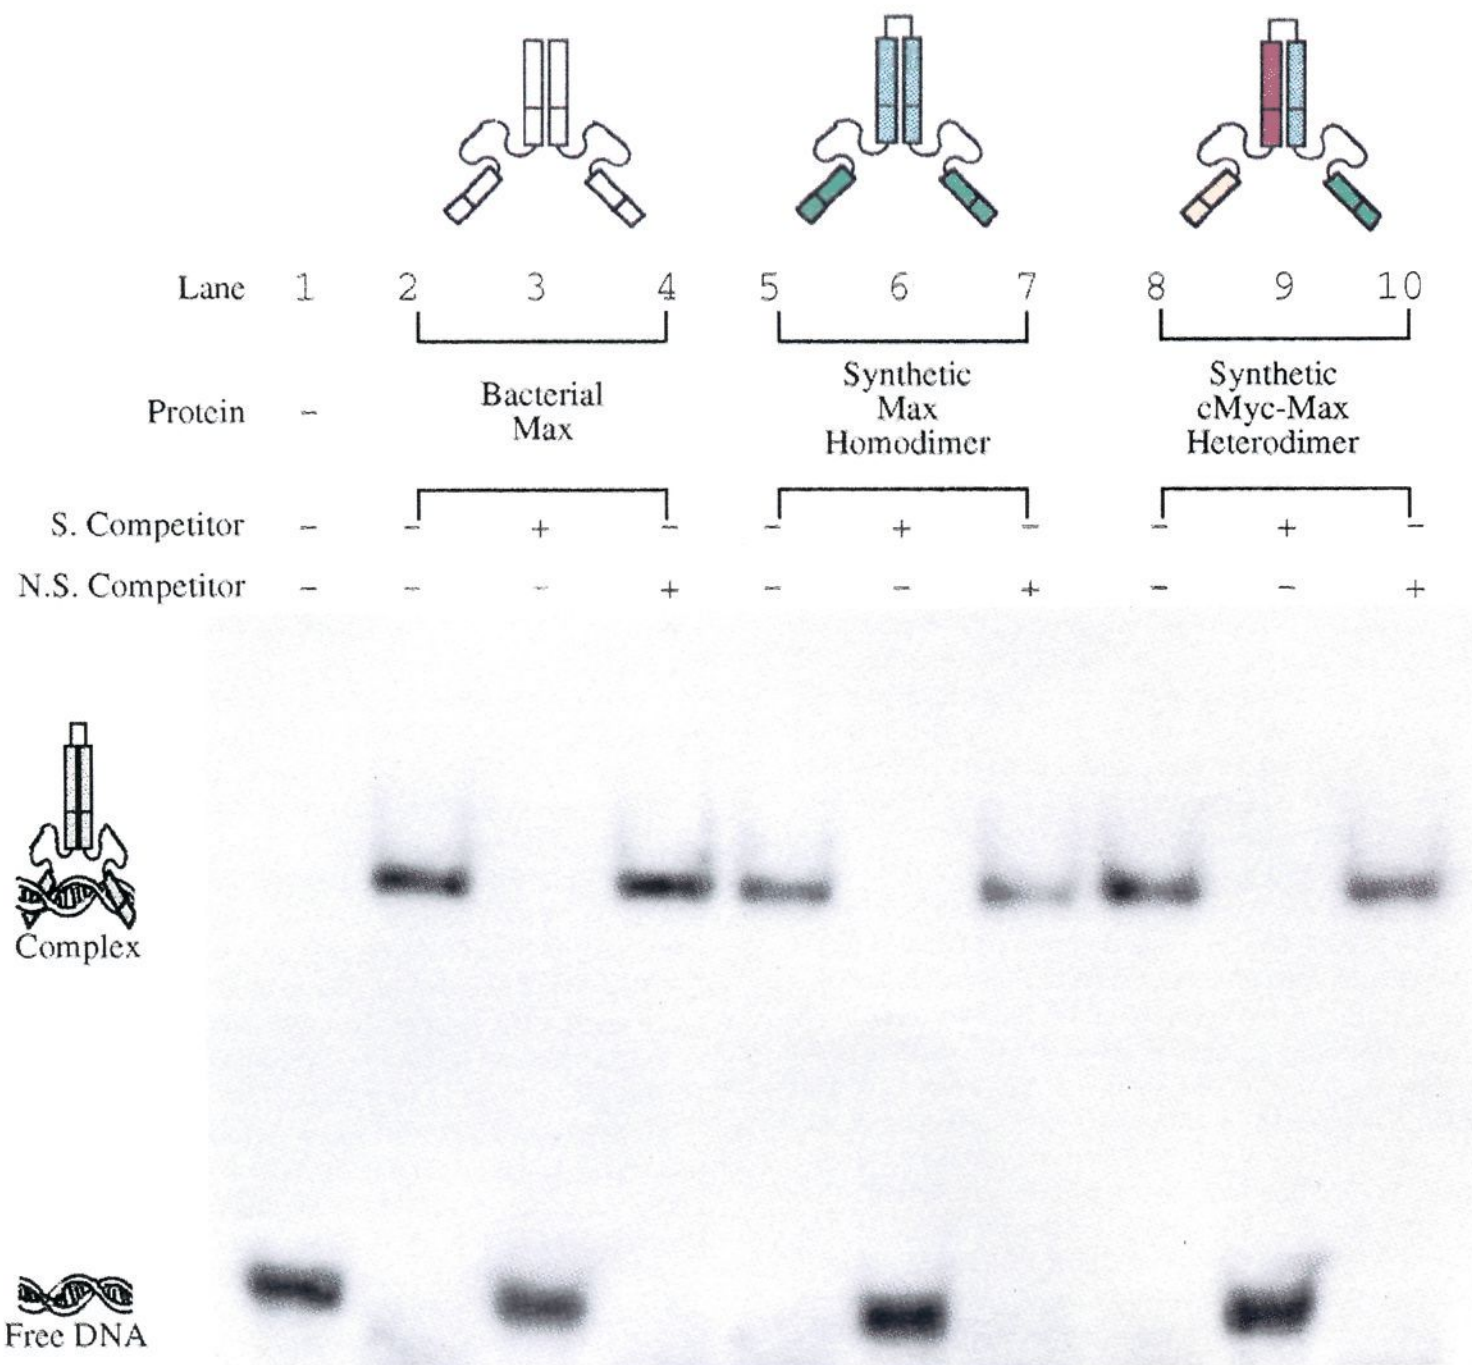 Lane 1 2 3 4 5 6 7 8 9 10
Protein - Bacterial Max Synthetic Max Homodimer Synthetic cMyc-Max Heterodimer
S. Competitor - - + - - + - - + -
N.S. Competitor - - - + - - + - - +
Complex
Free DNA